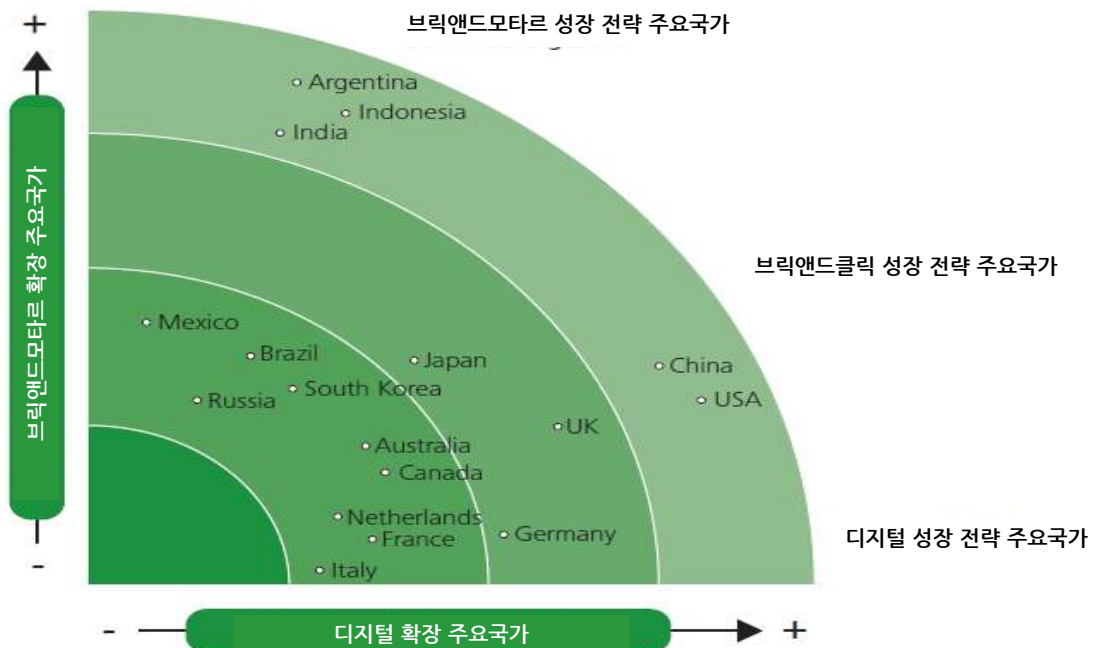 브릭앤드모타르 성장 전략 주요국가
+
Argentina
Indonesia
India
브릭앤드모타르 확장 주요국가
브릭앤드클릭 성장 전략 주요국가
Mexico
Brazil
Japan
China
South Korea
Russia
USA
UK
Australia
Canada
Netherlands
France
Germany
디지털 성장 전략 주요국가
Italy
-
-
디지털 확장 주요국가
+